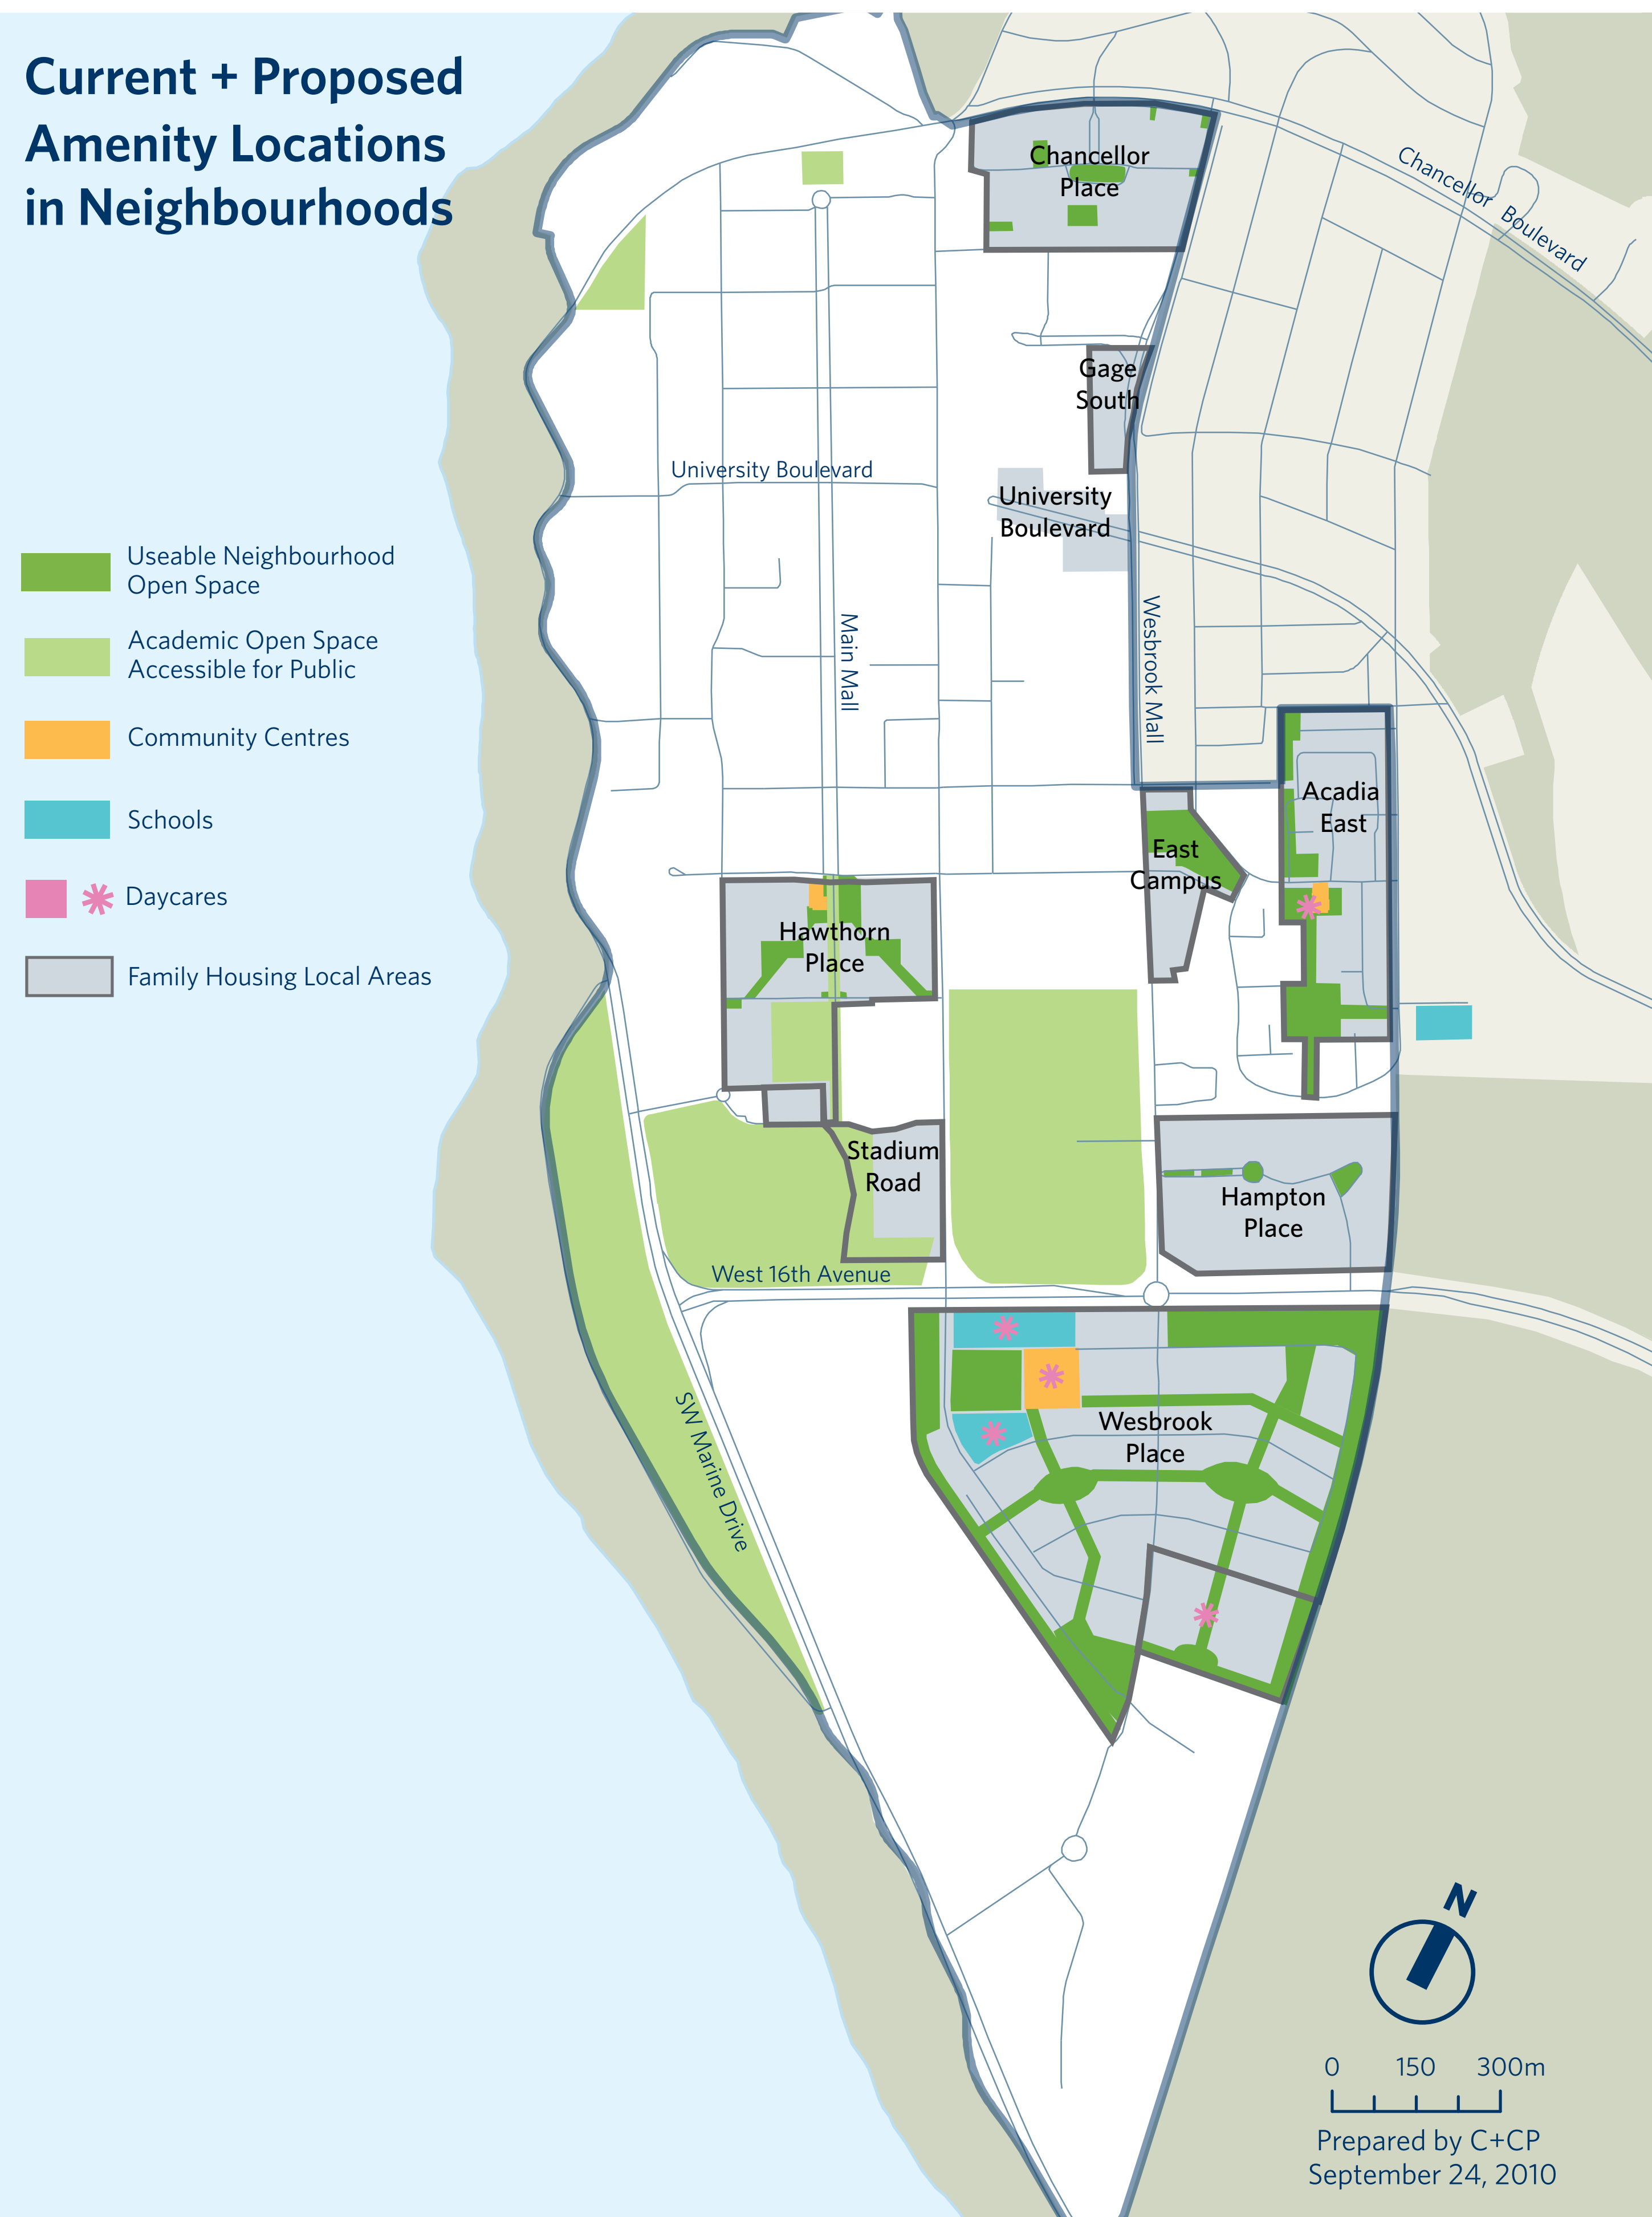 Current + Proposed
Amenity Locations
in Neighbourhoods
Useable Neighbourhood
Open Space
Academic Open Space
Accessible for Public
Community Centres
Schools
Daycares
Family Housing Local Areas
Chancellor
Place
Chancellor Boulevard
Gage
South
University Boulevard
University
Boulevard
Main Mall
Wesbrook Mall
Acadia
East
East
Campus
Hawthorn
Place
Stadium
Road
Hampton
Place
West 16th Avenue
SW Marine Drive
Wesbrook
Place
N
0 150 300m
Prepared by C+CP
September 24, 2010